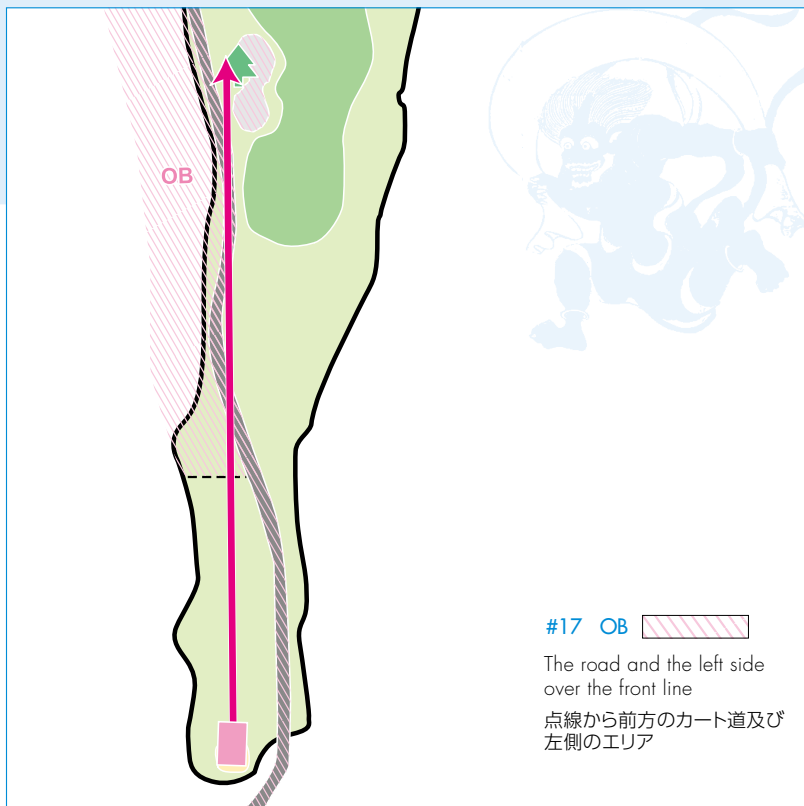 OB
#17 OB
The road and the left side
over the front line
点線から前方のカート道及び
左側のエリア